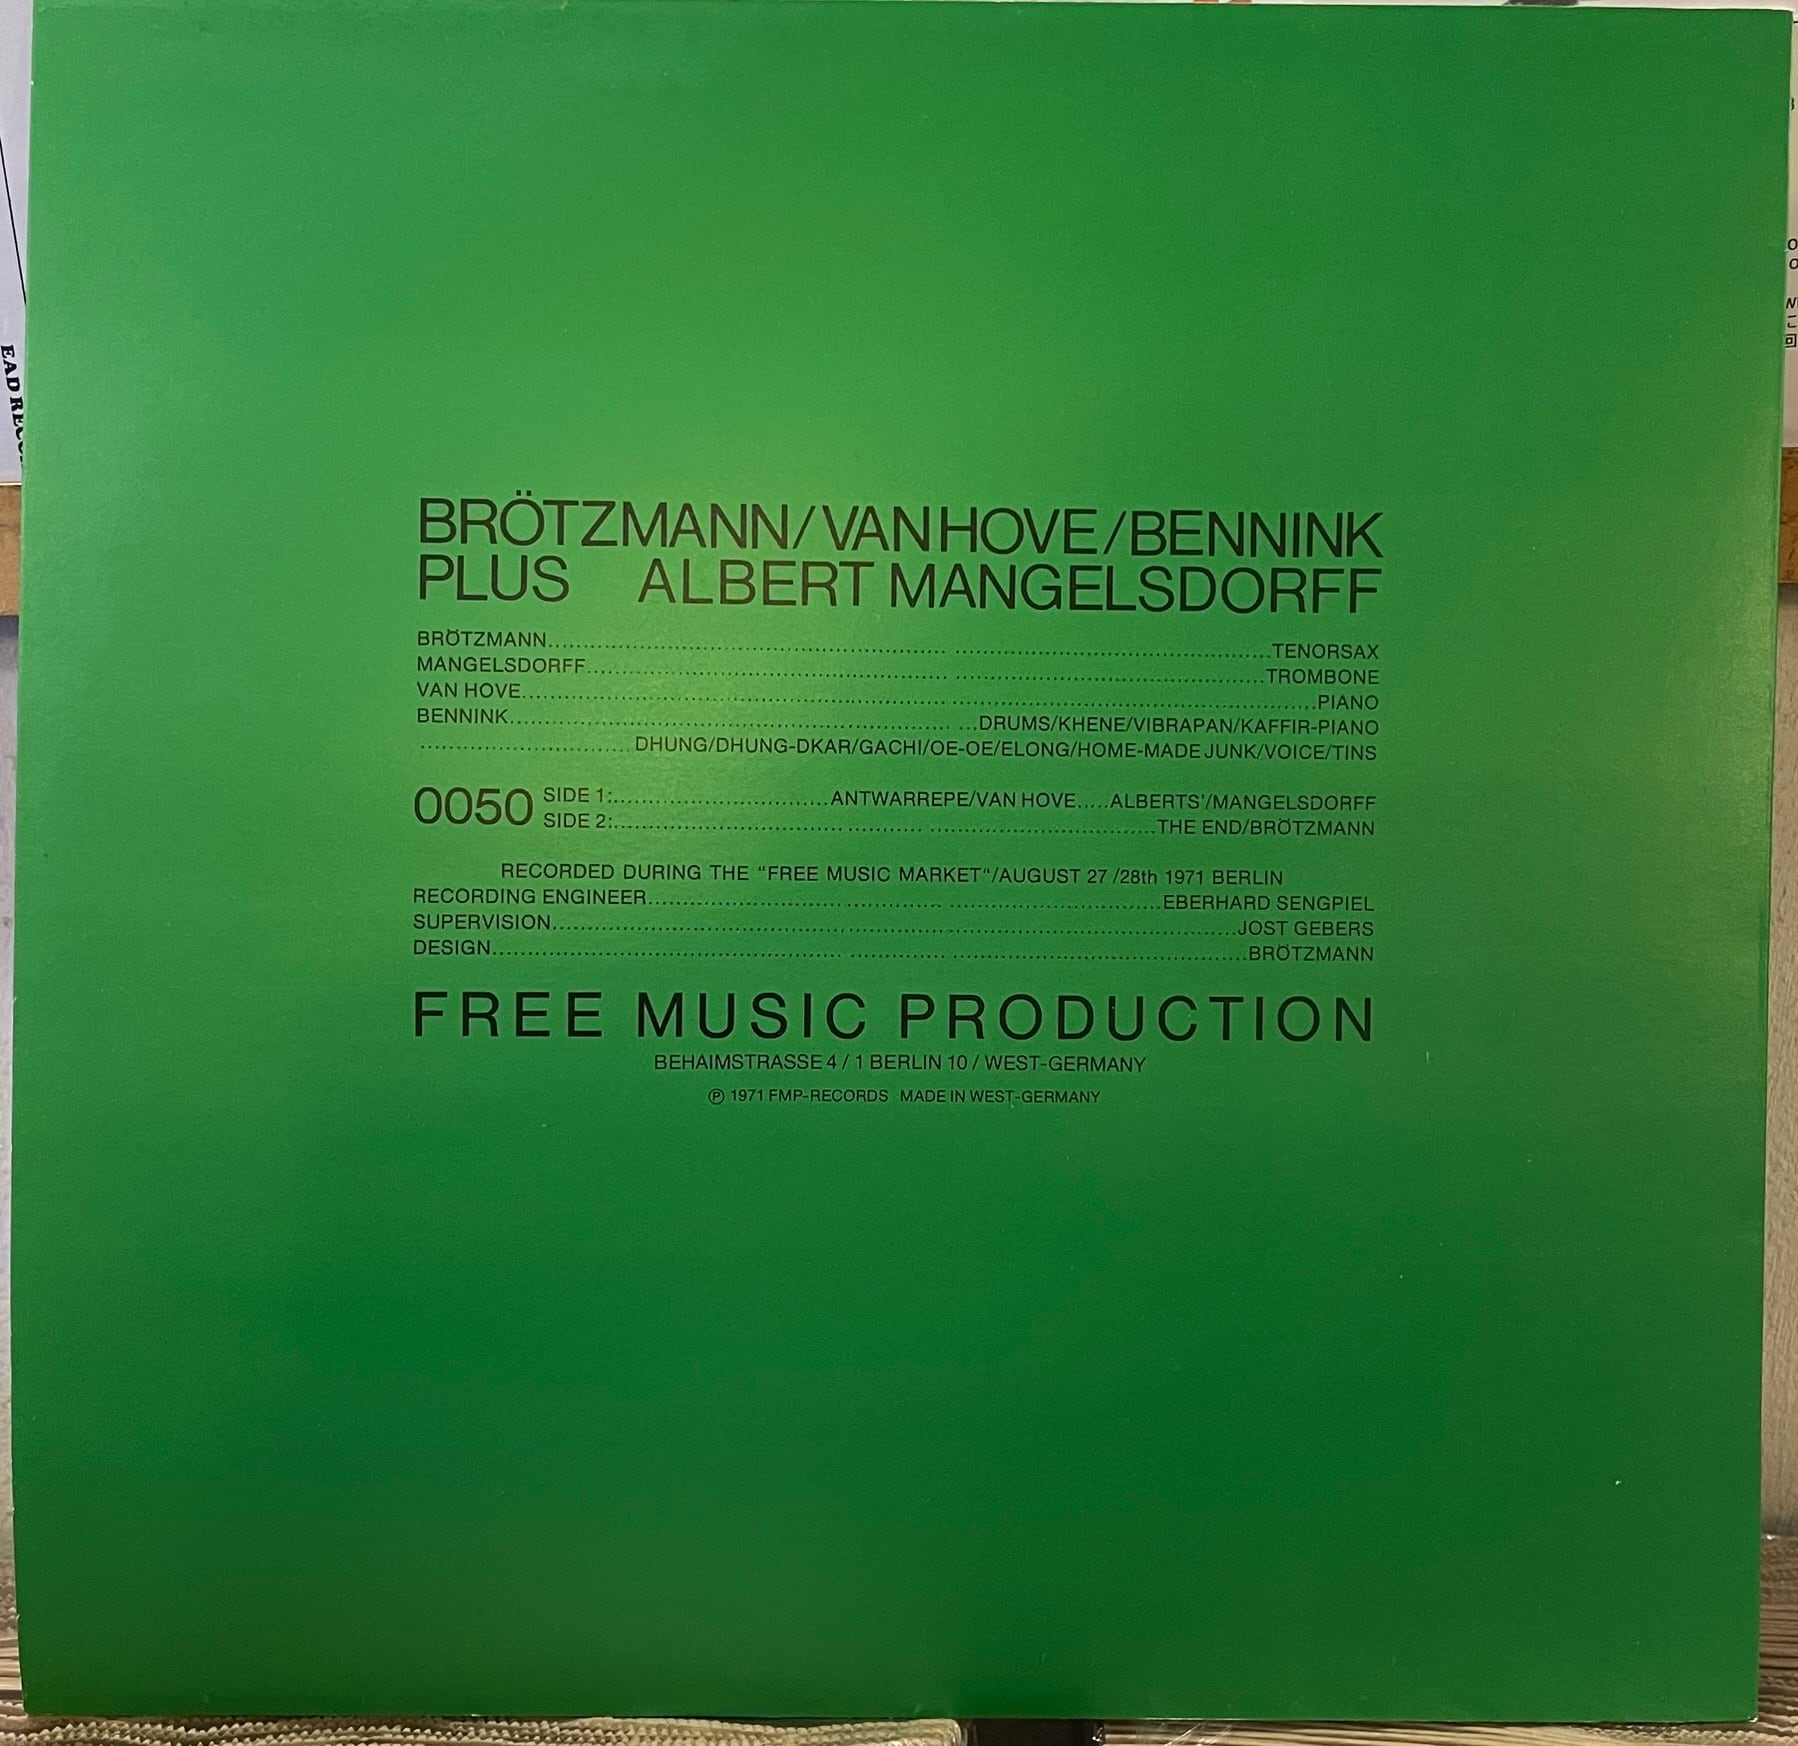 BRÖTZMANN/VAN HOVE/BENNINK
PLUS ALBERT MANGELSDORFF
BRÖTZMANN........TENORSAX
MANGELSDORFF........TROMBONE
VAN HOVE........PIANO
BENNINK........DRUMS/KHENE/VIBRAPAN/KAFFIR-PIANO
........DHUNG/DHUNG-DKAR/GACHI/OE-OE/ELONG/HOME-MADE JUNK/VOICE/TINS
0050 SIDE 1:........ANTWARREPE/VAN HOVE.....ALBERTS'/MANGELSDORFF
SIDE 2:........THE END/BRÖTZMANN
RECORDED DURING THE "FREE MUSIC MARKET"/AUGUST 27 /28th 1971 BERLIN
RECORDING ENGINEER........EBERHARD SENGPIEL
SUPERVISION........JOST GEBERS
DESIGN........BRÖTZMANN
FREE MUSIC PRODUCTION
BEHAIMSTRASSE 4 / 1 BERLIN 10 / WEST-GERMANY
℗ 1971 FMP-RECORDS MADE IN WEST-GERMANY